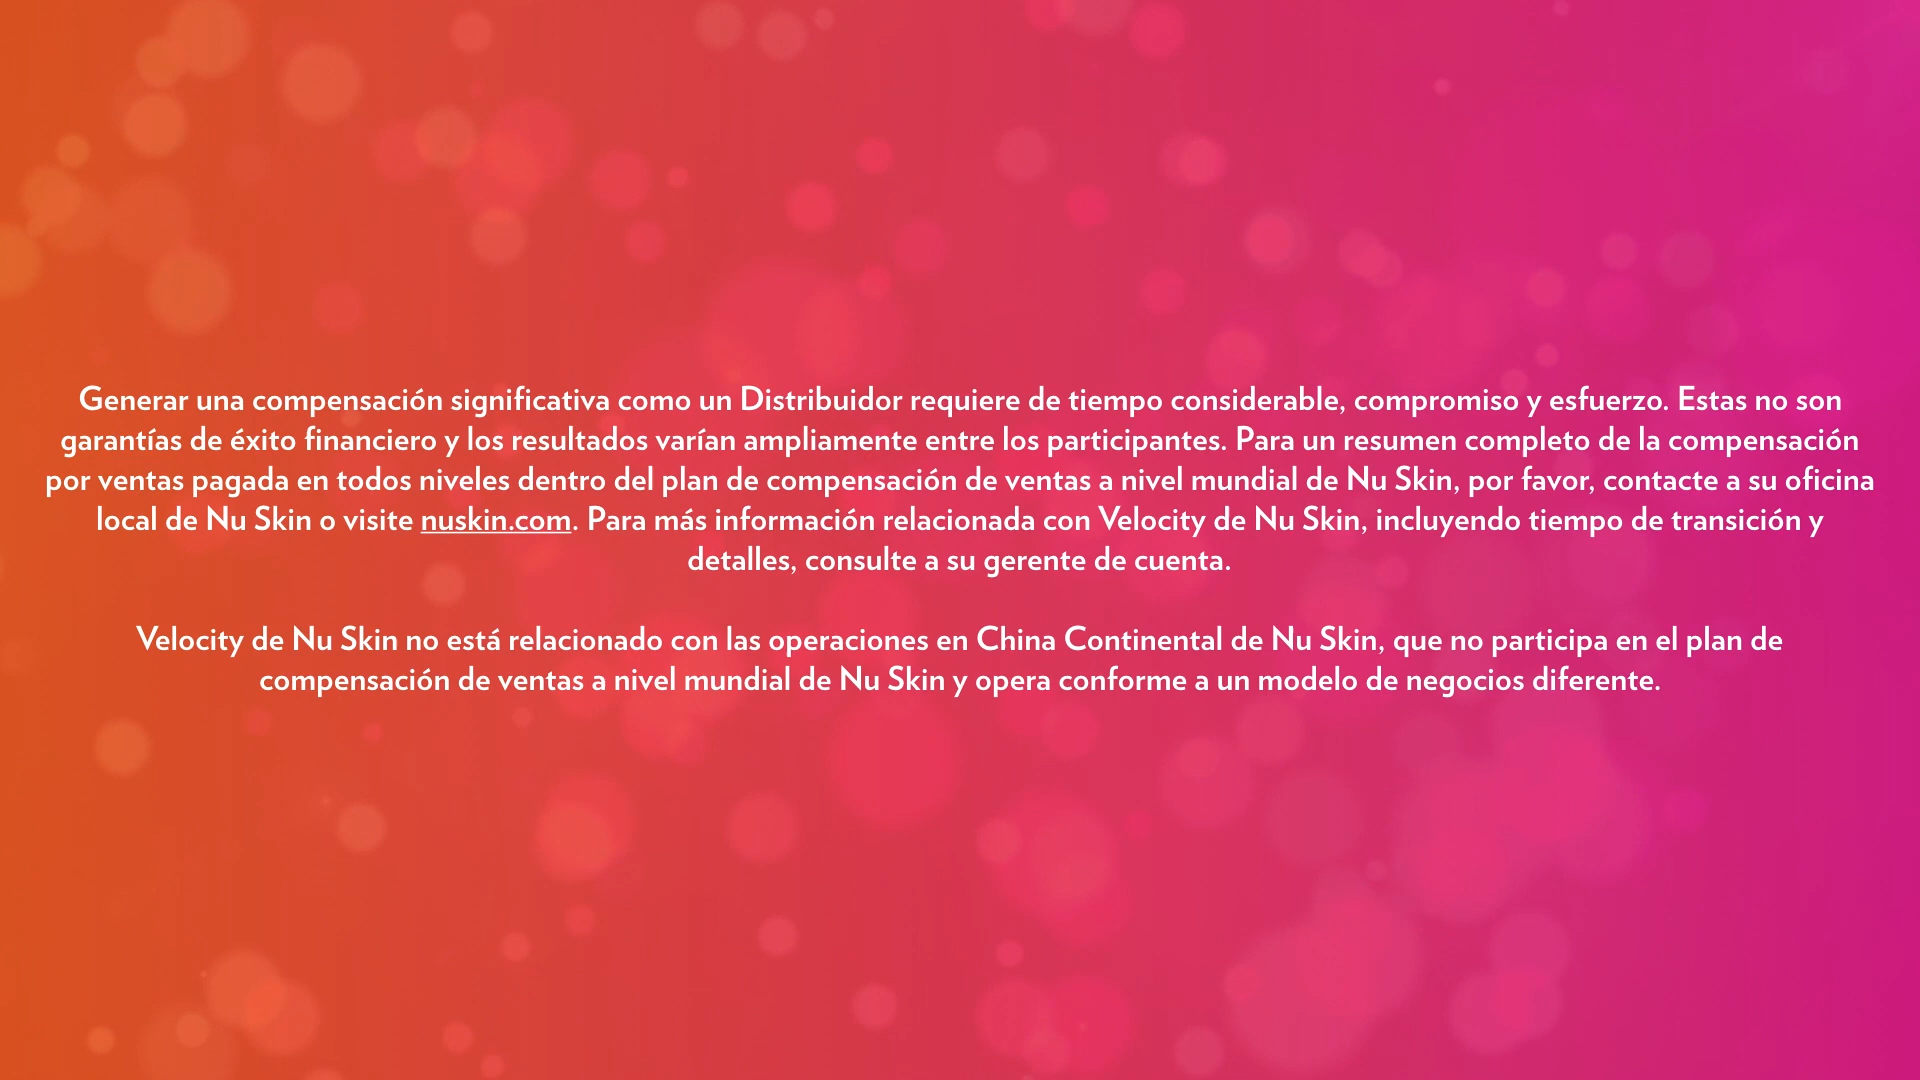 Generar una compensación significativa como un Distribuidor requiere de tiempo considerable, compromiso y esfuerzo. Estas no son
garantías de éxito financiero y los resultados varían ampliamente entre los participantes. Para un resumen completo de la compensación
por ventas pagada en todos niveles dentro del plan de compensación de ventas a nivel mundial de Nu Skin, por favor, contacte a su oficina
local de Nu Skin o visite nuskin.com. Para más información relacionada con Velocity de Nu Skin, incluyendo tiempo de transición y
detalles, consulte a su gerente de cuenta.
Velocity de Nu Skin no está relacionado con las operaciones en China Continental de Nu Skin, que no participa en el plan de
compensación de ventas a nivel mundial de Nu Skin y opera conforme a un modelo de negocios diferente.